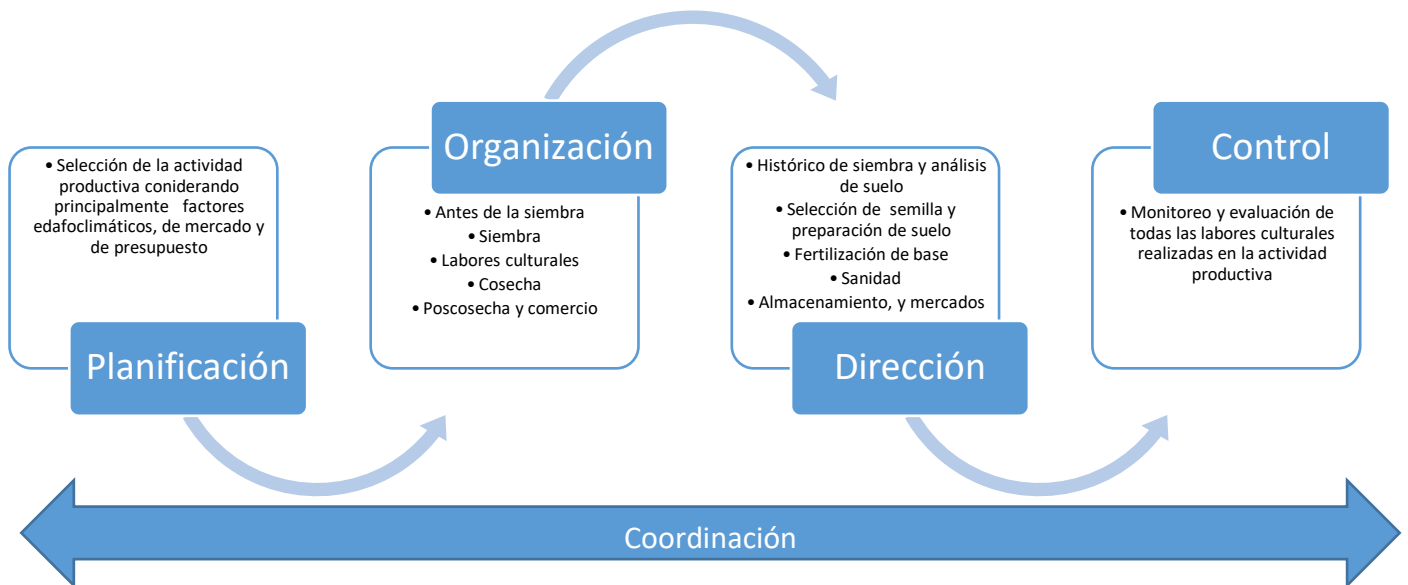 Planificación
• Selección de la actividad
productiva coniderando
principalmente factores
edafoclimáticos, de mercado y
de presupuesto
Organización
• Antes de la siembra
• Siembra
• Labores culturales
• Cosecha
• Poscosecha y comercio
Dirección
• Histórico de siembra y análisis
de suelo
• Selección de semilla y
preparación de suelo
• Fertilización de base
• Sanidad
• Almacenamiento, y mercados
Control
• Monitoreo y evaluación de
todas las labores culturales
realizadas en la actividad
productiva
Coordinación